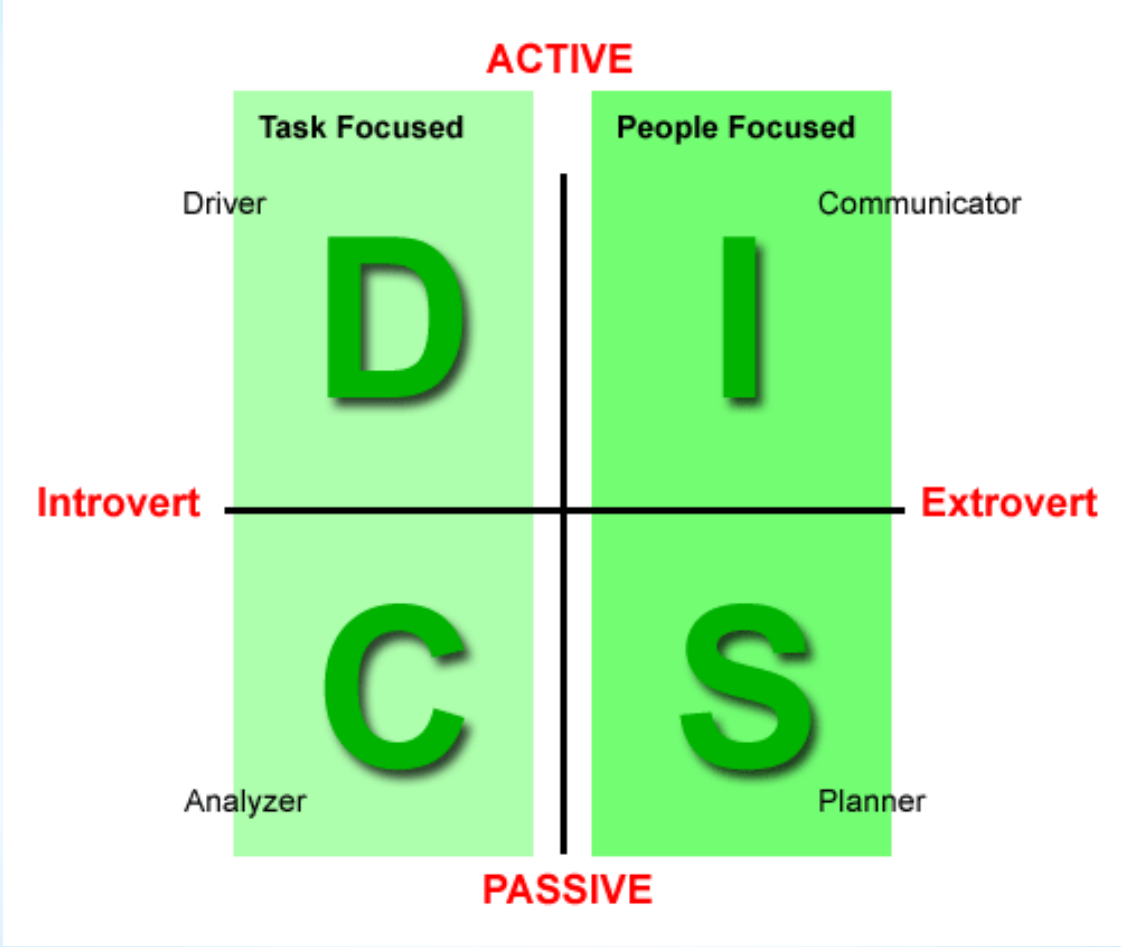 ACTIVE
Task Focused
People Focused
Driver
Communicator
D
I
Introvert
Extrovert
C
S
Analyzer
Planner
PASSIVE